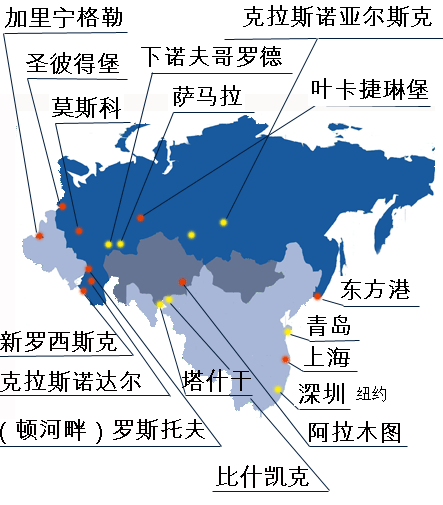 加里宁格勒
克拉斯诺亚尔斯克
圣彼得堡
下诺夫哥罗德
莫斯科
萨马拉
叶卡捷琳堡
东方港
青岛
新罗西斯克
上海
克拉斯诺达尔
塔什干
深圳 纽约
（顿河畔）罗斯托夫
阿拉木图
比什凯克